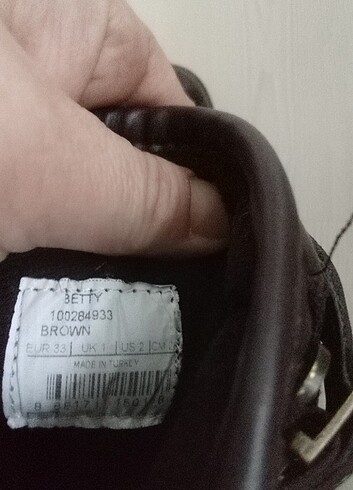 BETTY
100284933
BROWN
EUR 33 UK 1 US 2 CM
MADE IN TURKEY